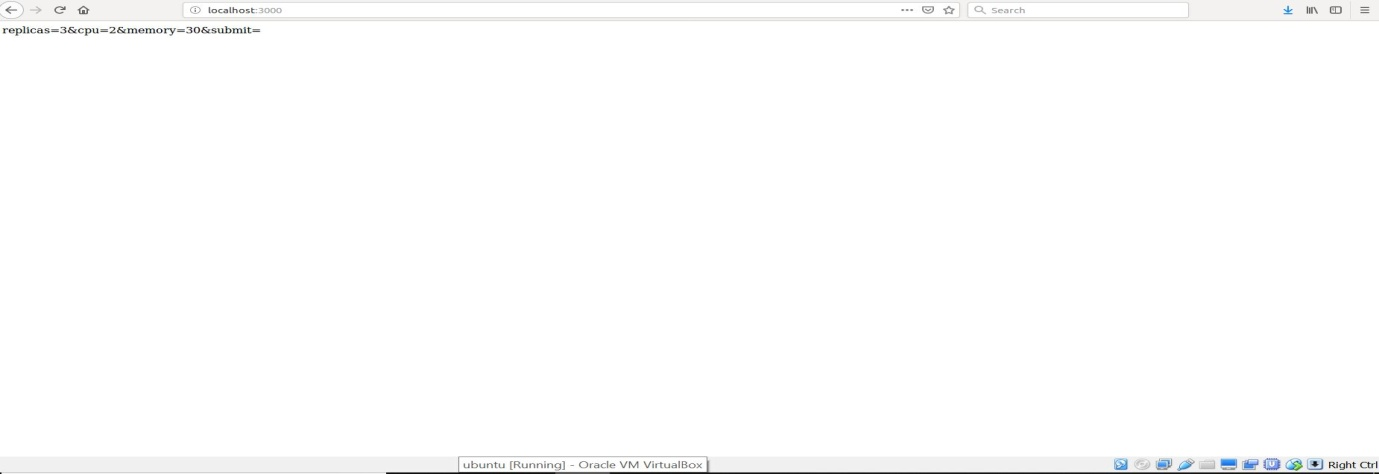 localhost:3000
Search
replicas=3&cpu=2&memory=30&submit=
ubuntu [Running] - Oracle VM VirtualBox
Right Ctrl